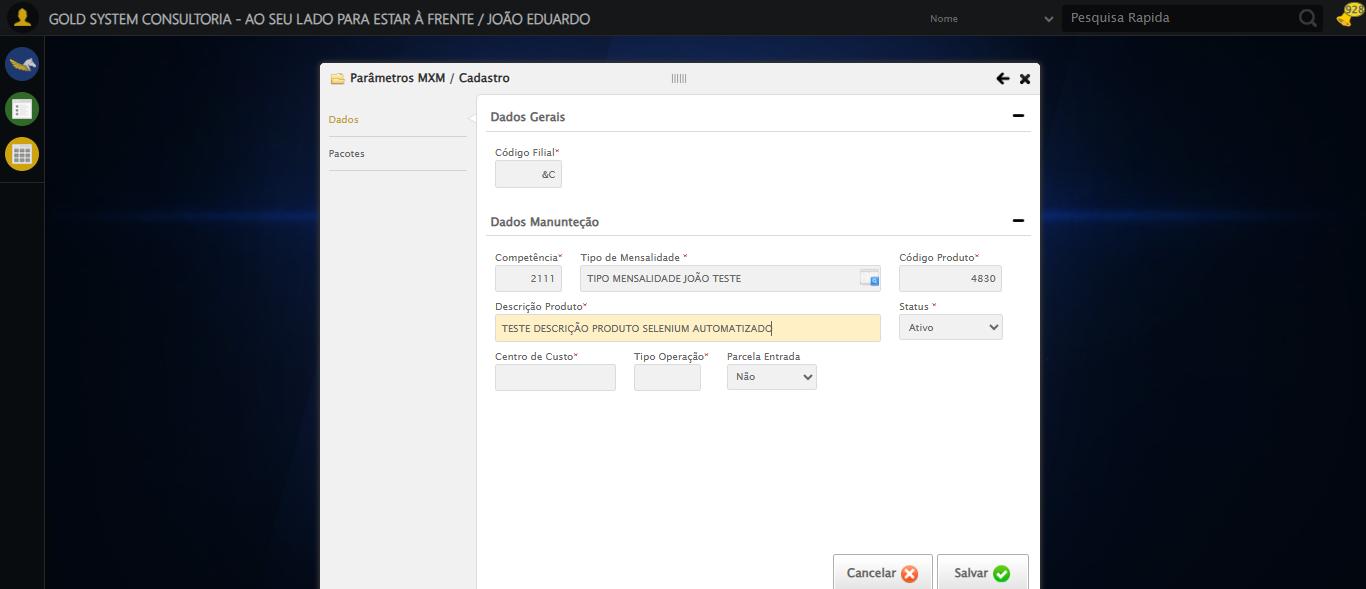 GOLD SYSTEM CONSULTORIA - AO SEU LADO PARA ESTAR À FRENTE / JOÃO EDUARDO
Nome
Pesquisa Rapida
928
Parâmetros MXM / Cadastro
Dados
Pacotes
Dados Gerais
Código Filial*
&C
Dados Manunteção
Competência* Tipo de Mensalidade * Código Produto*
2111 TIPO MENSALIDADE JOÃO TESTE 4830
Descrição Produto* Status *
TESTE DESCRIÇÃO PRODUTO SELENIUM AUTOMATIZADO Ativo
Centro de Custo* Tipo Operação* Parcela Entrada
Não
Cancelar Salvar